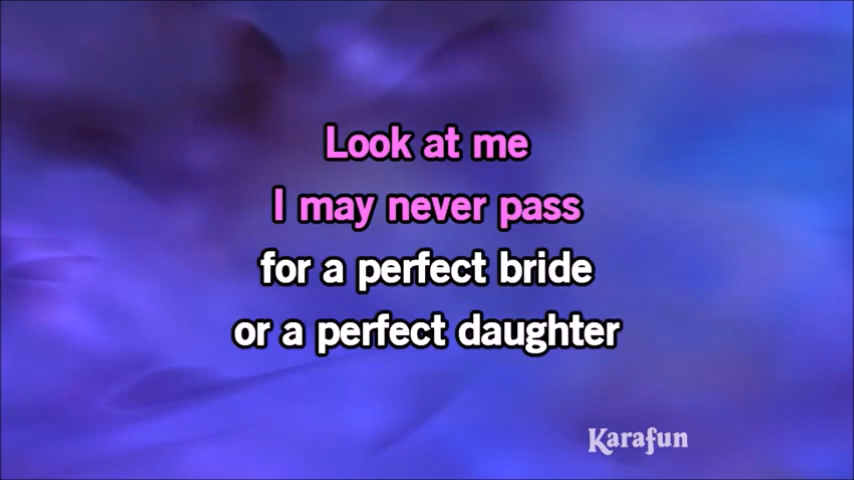 Look at me
I may never pass
for a perfect bride
or a perfect daughter
Karafun